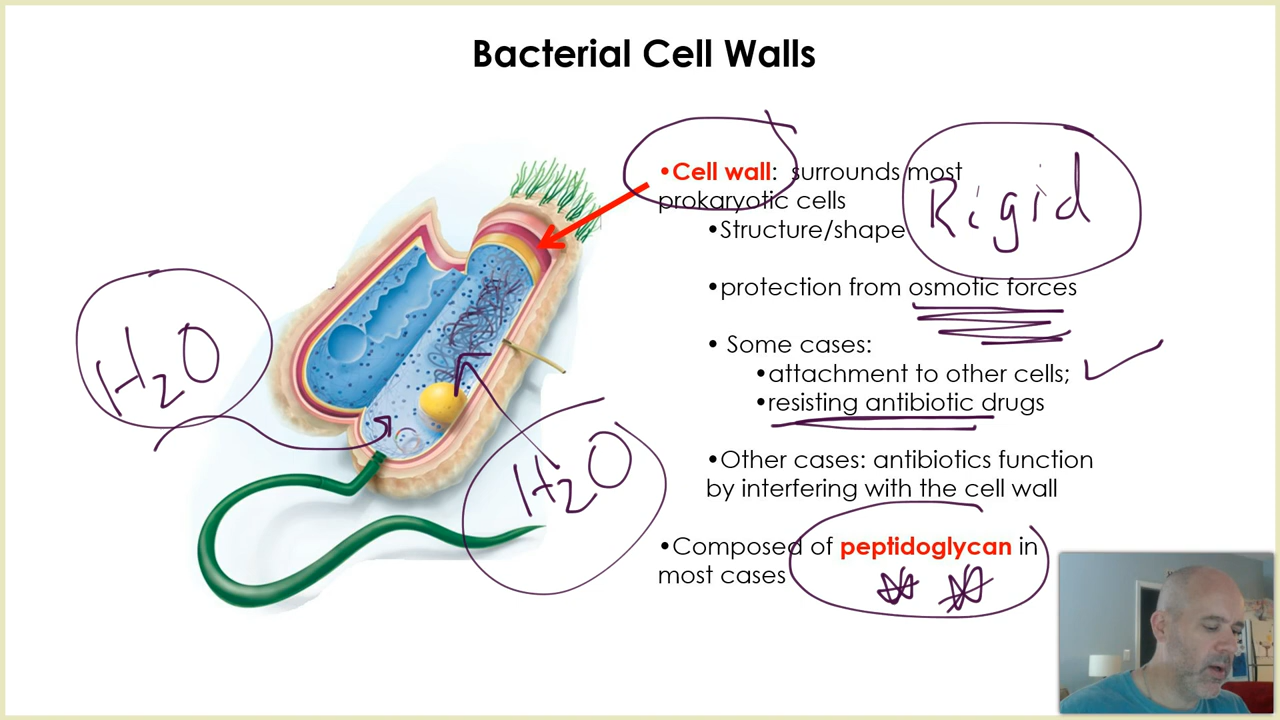 Bacterial Cell Walls
•Cell wall: surrounds most
prokaryotic cells
Rigid
•Structure/shape
•protection from osmotic forces
• Some cases:
•attachment to other cells;
•resisting antibiotic drugs
•Other cases: antibiotics function
by interfering with the cell wall
•Composed of peptidoglycan in
most cases
H2O
H2O